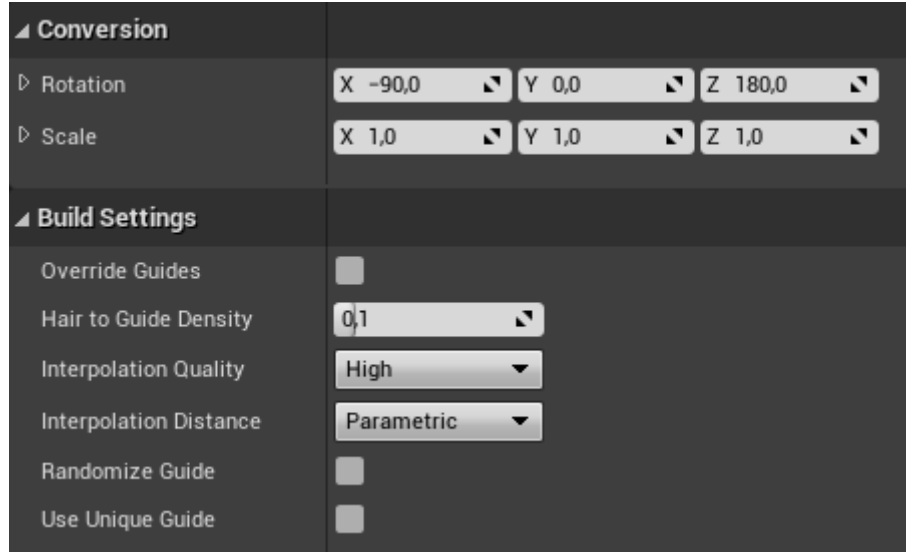 Conversion
Rotation X -90,0 Y 0,0 Z 180,0
Scale X 1,0 Y 1,0 Z 1,0
Build Settings
Override Guides
Hair to Guide Density 0,1
Interpolation Quality High
Interpolation Distance Parametric
Randomize Guide
Use Unique Guide